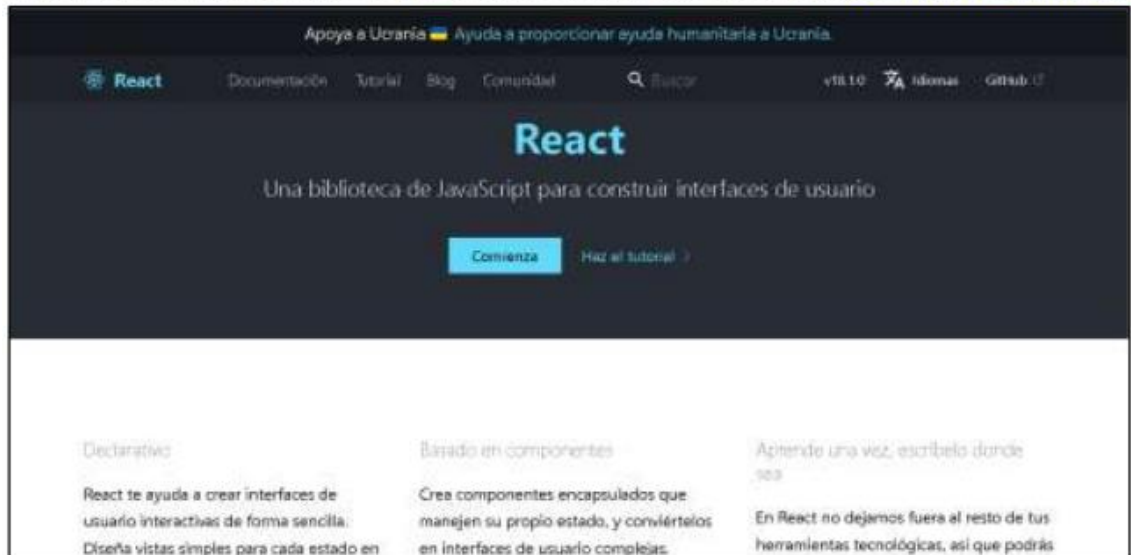 Apoya a Ucrania 🇺🇦 Ayuda a proporcionar ayuda humanitaria a Ucrania.
React Documentación Tutorial Blog Comunidad Buscar v18.1.0 Idiomas GitHub
React
Una biblioteca de JavaScript para construir interfaces de usuario
Comienza Haz el tutorial >
Declarativo
React te ayuda a crear interfaces de
usuario interactivas de forma sencilla.
Diseña vistas simples para cada estado en
Basado en componentes
Crea componentes encapsulados que
manejen su propio estado, y conviértelos
en interfaces de usuario complejas.
Aprende una vez, escríbelo donde
sea
En React no dejamos fuera al resto de tus
herramientas tecnológicas, así que podrás